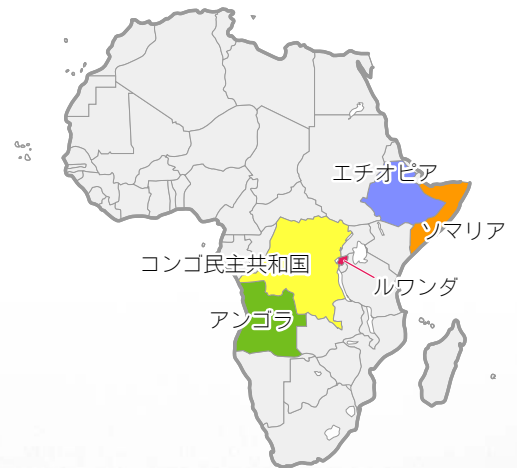 エチオピア
ソマリア
コンゴ民主共和国
ルワンダ
アンゴラ